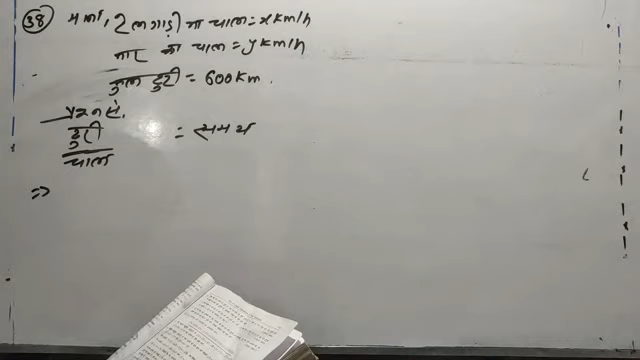 38 माना, रेलगाड़ी का चाल = x km/h
कार का चाल = y km/h
कुल दुरी = 600 km.
प्रश्न से,
दुरी / चाल = समय
⇒